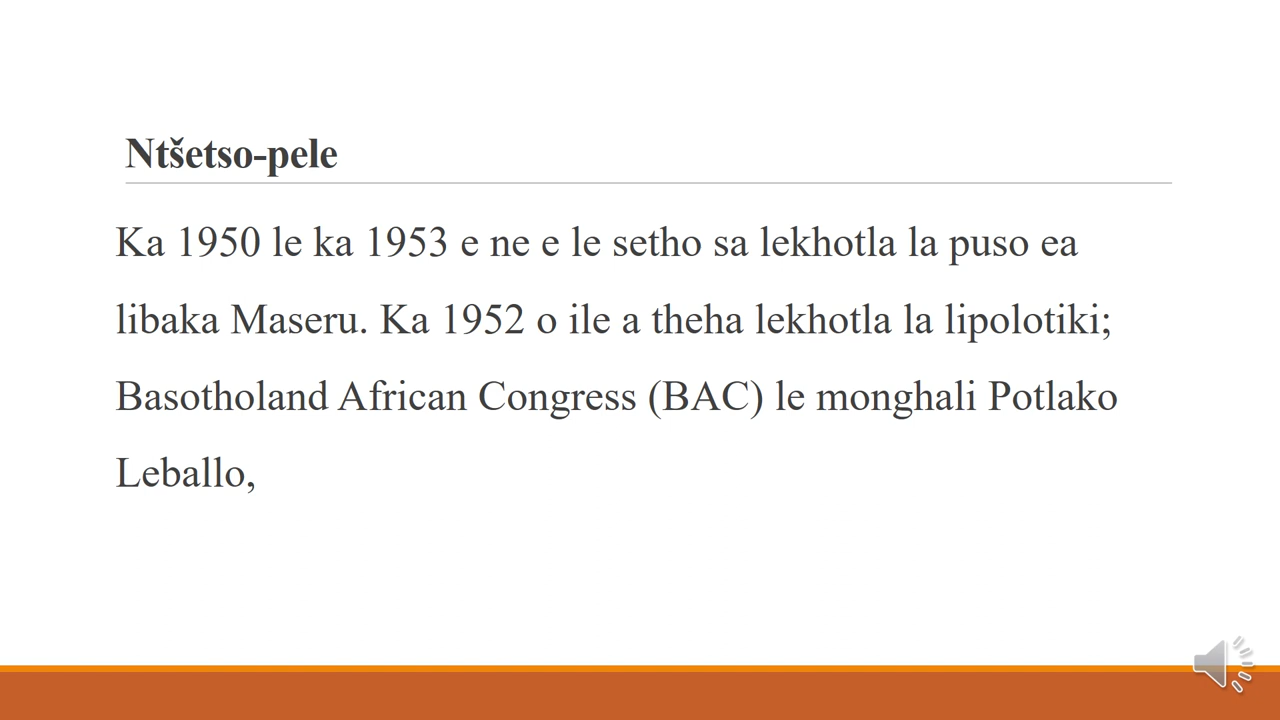 Ntšetso-pele
Ka 1950 le ka 1953 e ne e le setho sa lekhotla la puso ea
libaka Maseru. Ka 1952 o ile a theha lekhotla la lipolotiki;
Basotholand African Congress (BAC) le monghali Potlako
Leballo,